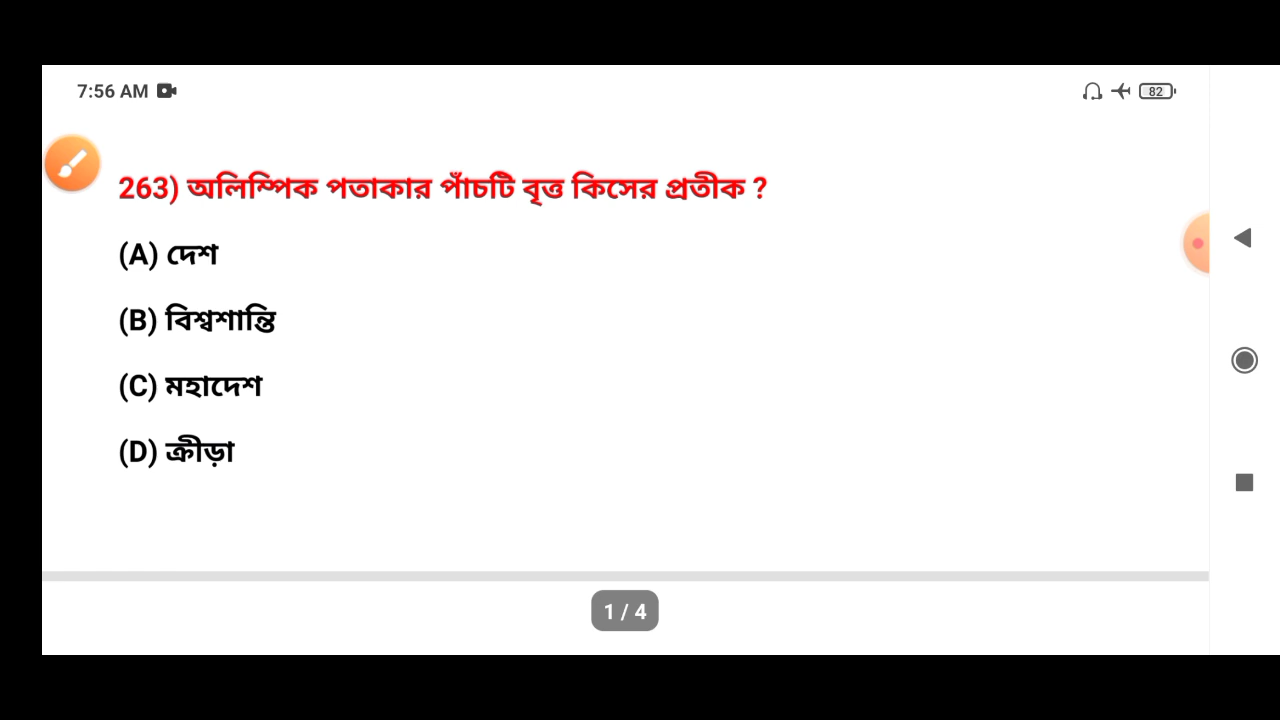 7:56 AM
82
263) অলিম্পিক পতাকার পাঁচটি বৃত্ত কিসের প্রতীক ?
(A) দেশ
(B) বিশ্বশান্তি
(C) মহাদেশ
(D) ক্রীড়া
1 / 4